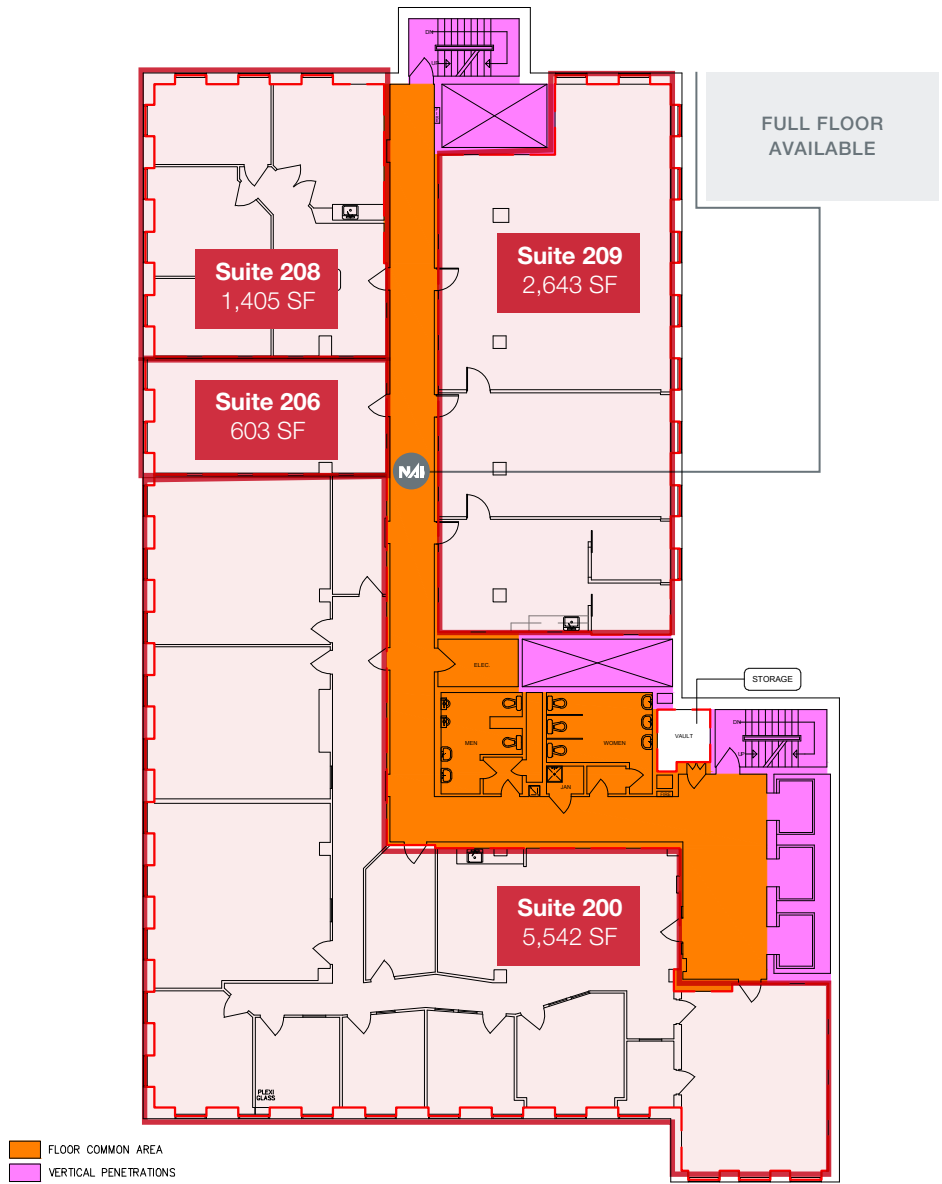 DN
UP
FULL FLOOR
AVAILABLE
Suite 208
1,405 SF
Suite 209
2,643 SF
Suite 206
603 SF
NAI
ELEC.
STORAGE
MEN
WOMEN
VAULT
DN
UP
JAN
Suite 200
5,542 SF
PLEXI
GLASS
FLOOR COMMON AREA
VERTICAL PENETRATIONS